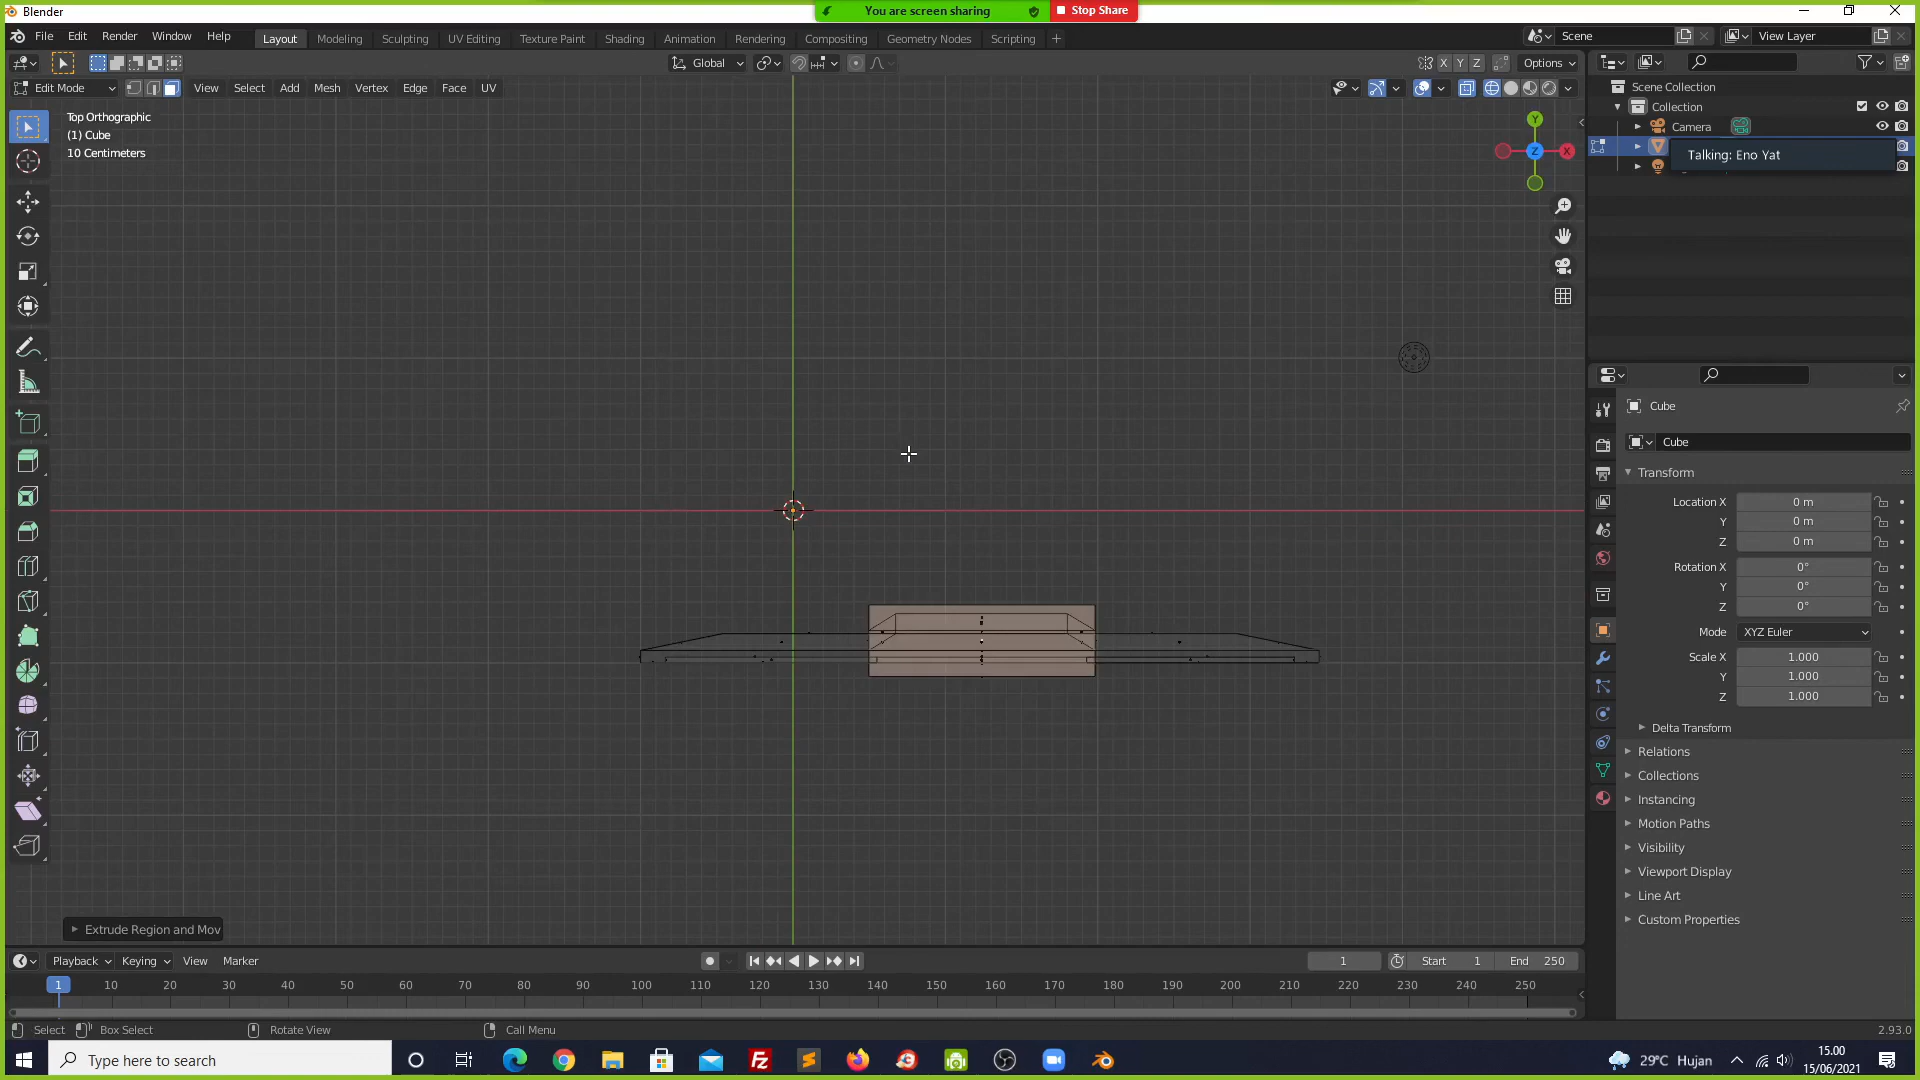 Blender
You are screen sharing
Stop Share
File Edit Render Window Help
Layout Modeling Sculpting UV Editing Texture Paint Shading Animation Rendering Compositing Geometry Nodes Scripting +
Scene
View Layer
Global
X Y Z
Options
Edit Mode
View Select Add Mesh Vertex Edge Face UV
Top Orthographic
(1) Cube
10 Centimeters
Y
Z
X
Scene Collection
Collection
Camera
Talking: Eno Yat
Cube
Cube
Transform
Location X 0 m
Y 0 m
Z 0 m
Rotation X 0°
Y 0°
Z 0°
Mode XYZ Euler
Scale X 1.000
Y 1.000
Z 1.000
Delta Transform
Relations
Collections
Instancing
Motion Paths
Visibility
Viewport Display
Line Art
Custom Properties
Extrude Region and Mov
Playback Keying View Marker
1 Start 1 End 250
1 10 20 30 40 50 60 70 80 90 100 110 120 130 140 150 160 170 180 190 200 210 220 230 240 250
Select Box Select Rotate View Call Menu
2.93.0
Type here to search
29°C Hujan
15.00
15/06/2021